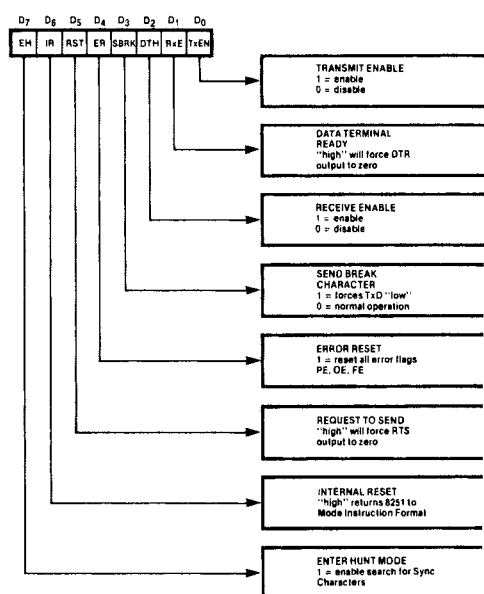 D7 D6 D5 D4 D3 D2 D1 D0
EH IR RST ER SBRK DTH RxE TxEN
TRANSMIT ENABLE
1 = enable
0 = disable
DATA TERMINAL
READY
"high" will force DTR
output to zero
RECEIVE ENABLE
1 = enable
0 = disable
SEND BREAK
CHARACTER
1 = forces TxD "low"
0 = normal operation
ERROR RESET
1 = reset all error flags
PE, OE, FE
REQUEST TO SEND
"high" will force RTS
output to zero
INTERNAL RESET
"high" returns 8251 to
Mode Instruction Format
ENTER HUNT MODE
1 = enable search for Sync
Characters